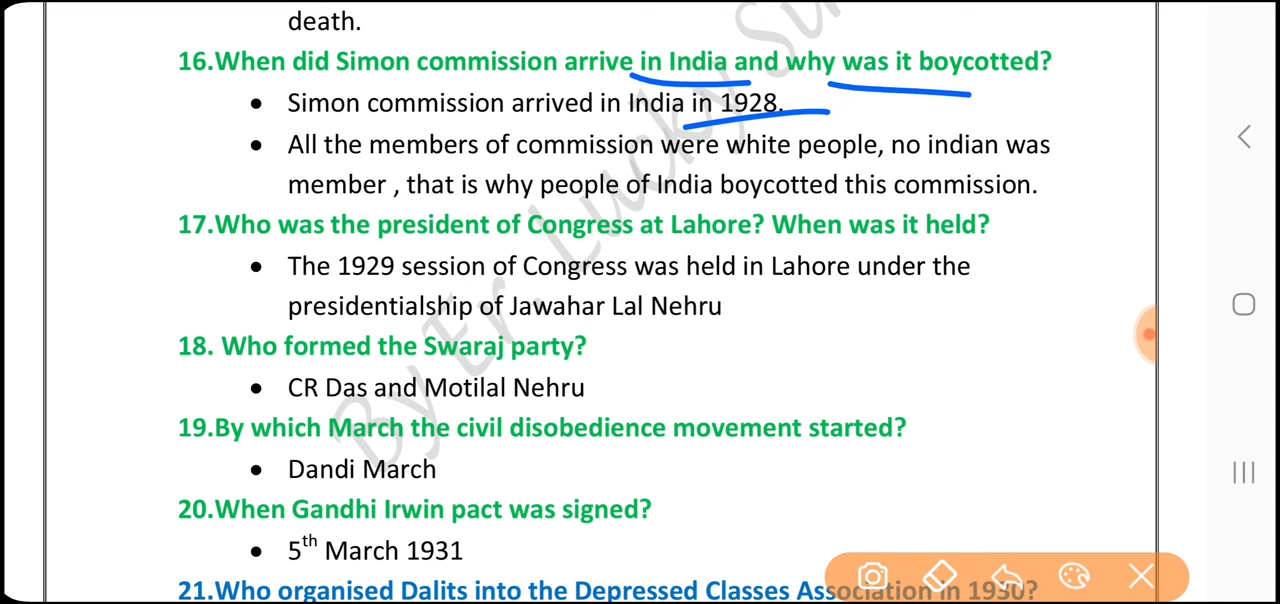 death.
16.When did Simon commission arrive in India and why was it boycotted?
• Simon commission arrived in India in 1928.
• All the members of commission were white people, no indian was
member , that is why people of India boycotted this commission.
17.Who was the president of Congress at Lahore? When was it held?
• The 1929 session of Congress was held in Lahore under the
presidentialship of Jawahar Lal Nehru
18. Who formed the Swaraj party?
• CR Das and Motilal Nehru
19.By which March the civil disobedience movement started?
• Dandi March
20.When Gandhi Irwin pact was signed?
• 5th March 1931
21.Who organised Dalits into the Depressed Classes Association in 1930?
By Er. Lucky